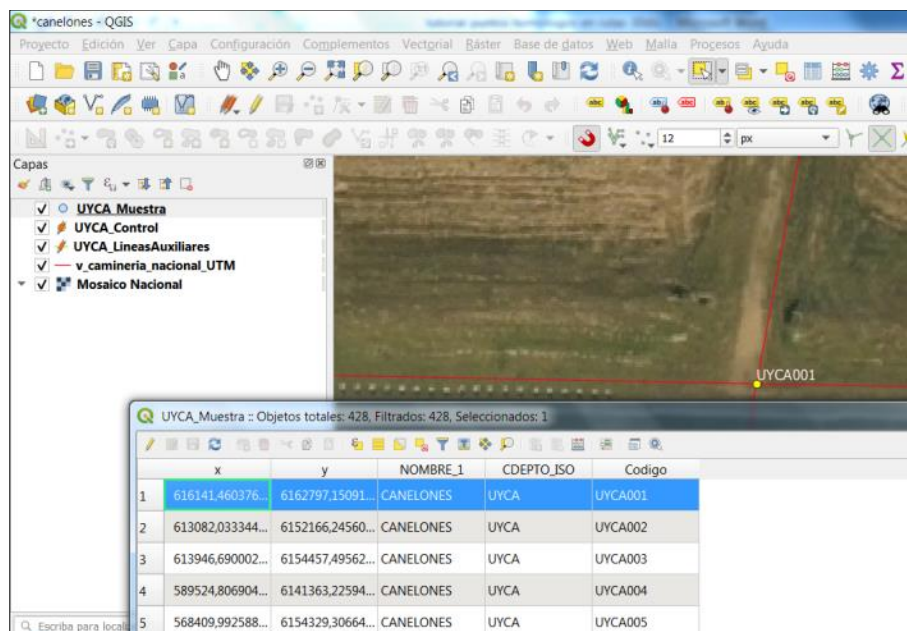 *canelones - QGIS
Proyecto Edición Ver Capa Configuración Complementos Vectorial Ráster Base de datos Web Malla Procesos Ayuda
12 px
Capas
UYCA_Muestra
UYCA_Control
UYCA_LineasAuxiliares
v_camineria_nacional_UTM
Mosaico Nacional
UYCA001
UYCA_Muestra :: Objetos totales: 428, Filtrados: 428, Seleccionados: 1
x y NOMBRE_1 CDEPTO_ISO Codigo
1 616141,460376... 6162797,15091... CANELONES UYCA UYCA001
2 613082,033344... 6152166,24560... CANELONES UYCA UYCA002
3 613946,690002... 6154457,49562... CANELONES UYCA UYCA003
4 589524,806904... 6141363,22594... CANELONES UYCA UYCA004
5 568409,992588... 6154329,30664... CANELONES UYCA UYCA005
Escriba para